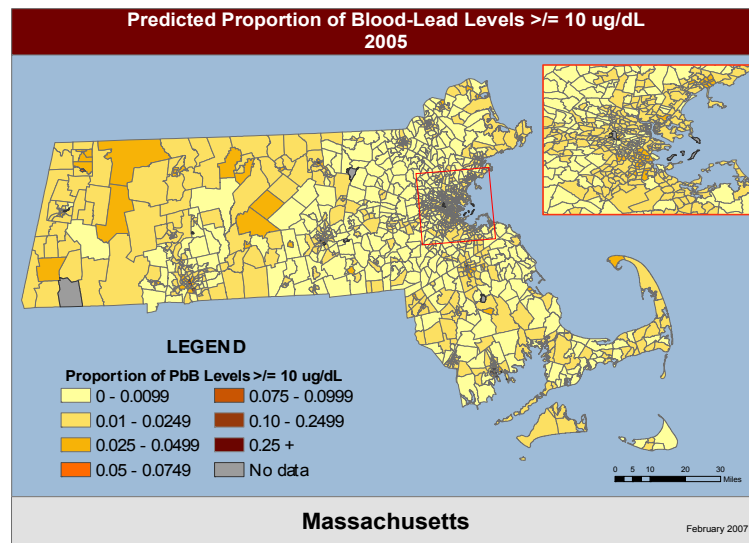 Predicted Proportion of Blood-Lead Levels >/= 10 ug/dL
2005
LEGEND
Proportion of PbB Levels >/= 10 ug/dL
0 - 0.0099
0.01 - 0.0249
0.025 - 0.0499
0.05 - 0.0749
0.075 - 0.0999
0.10 - 0.2499
0.25 +
No data
0 5 10 20 30
Miles
Massachusetts
February 2007